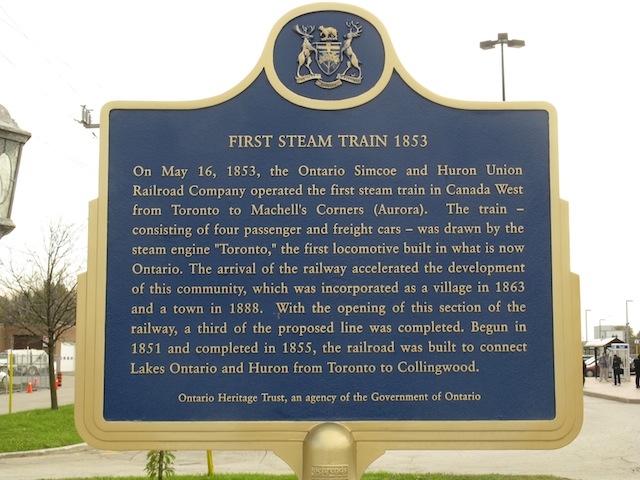 FIRST STEAM TRAIN 1853
On May 16, 1853, the Ontario Simcoe and Huron Union
Railroad Company operated the first steam train in Canada West
from Toronto to Machell's Corners (Aurora). The train –
consisting of four passenger and freight cars – was drawn by the
steam engine "Toronto," the first locomotive built in what is now
Ontario. The arrival of the railway accelerated the development
of this community, which was incorporated as a village in 1863
and a town in 1888. With the opening of this section of the
railway, a third of the proposed line was completed. Begun in
1851 and completed in 1855, the railroad was built to connect
Lakes Ontario and Huron from Toronto to Collingwood.
Ontario Heritage Trust, an agency of the Government of Ontario
behrends